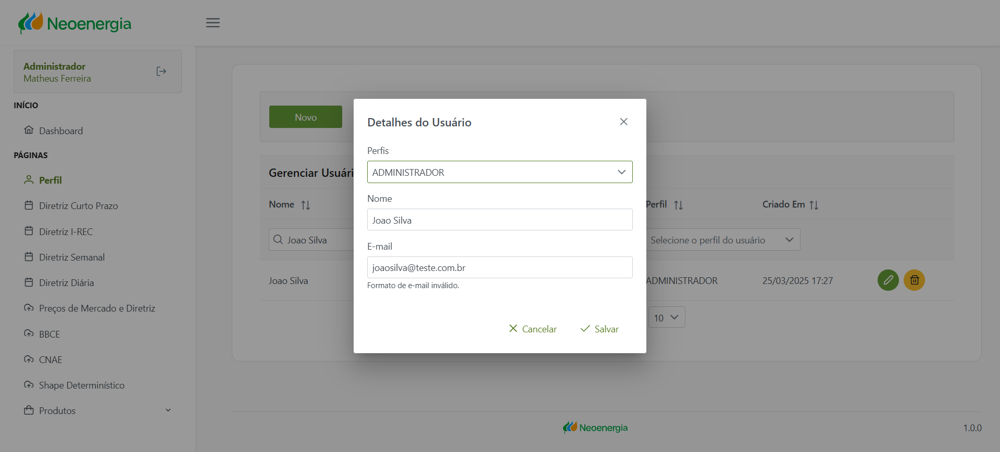 Neoenergia
Administrador
Matheus Ferreira
INÍCIO
Dashboard
PÁGINAS
Perfil
Diretriz Curto Prazo
Diretriz I-REC
Diretriz Semanal
Diretriz Diária
Preços de Mercado e Diretriz
BBCE
CNAE
Shape Determinístico
Produtos
Novo
Gerenciar Usuári
Nome
Perfil
Criado Em
Joao Silva
Selecione o perfil do usuário
Joao Silva
ADMINISTRADOR
25/03/2025 17:27
10
Detalhes do Usuário
Perfis
ADMINISTRADOR
Nome
Joao Silva
E-mail
joaosilva@teste.com.br
Formato de e-mail inválido.
Cancelar
Salvar
Neoenergia
1.0.0